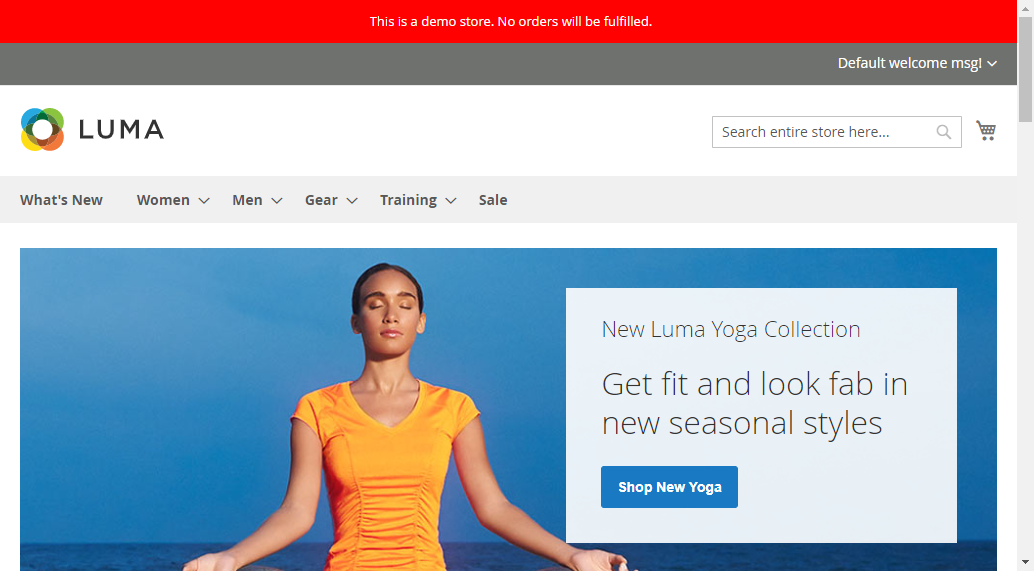 This is a demo store. No orders will be fulfilled.
Default welcome msg!
LUMA
Search entire store here...
What's New
Women
Men
Gear
Training
Sale
New Luma Yoga Collection
Get fit and look fab in
new seasonal styles
Shop New Yoga